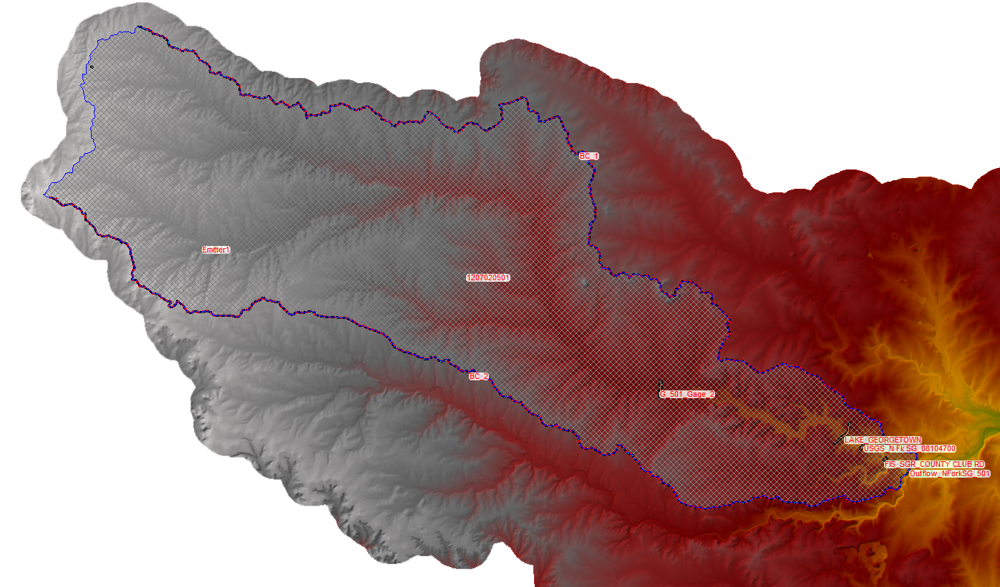 BC_1
Emitter1
1207020501
BC_2
G_501_Gage_2
LAKE_GEORGETOWN
USGS_N Fk SG_08104700
FIS_SGR_COUNTY CLUB RD
Outflow_NForkSG_501